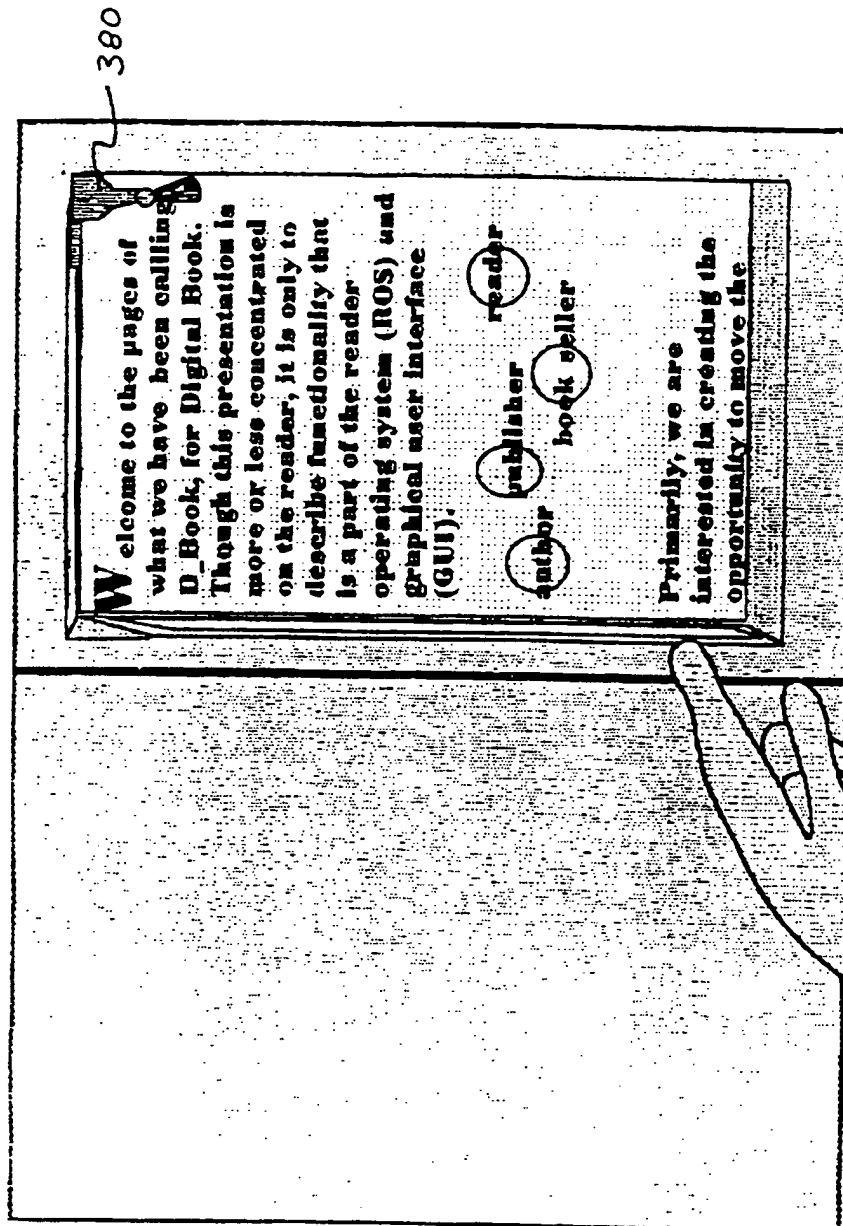 380
Welcome to the pages of
what we have been calling
D_Book, for Digital Book.
Though this presentation is
more or less concentrated
on the reader, it is only to
describe functionality that
is a part of the reader
operating system (ROS) and
graphical user interface
(GUI).
author publisher book seller reader
Primarily, we are
interested in creating the
opportunity to move the